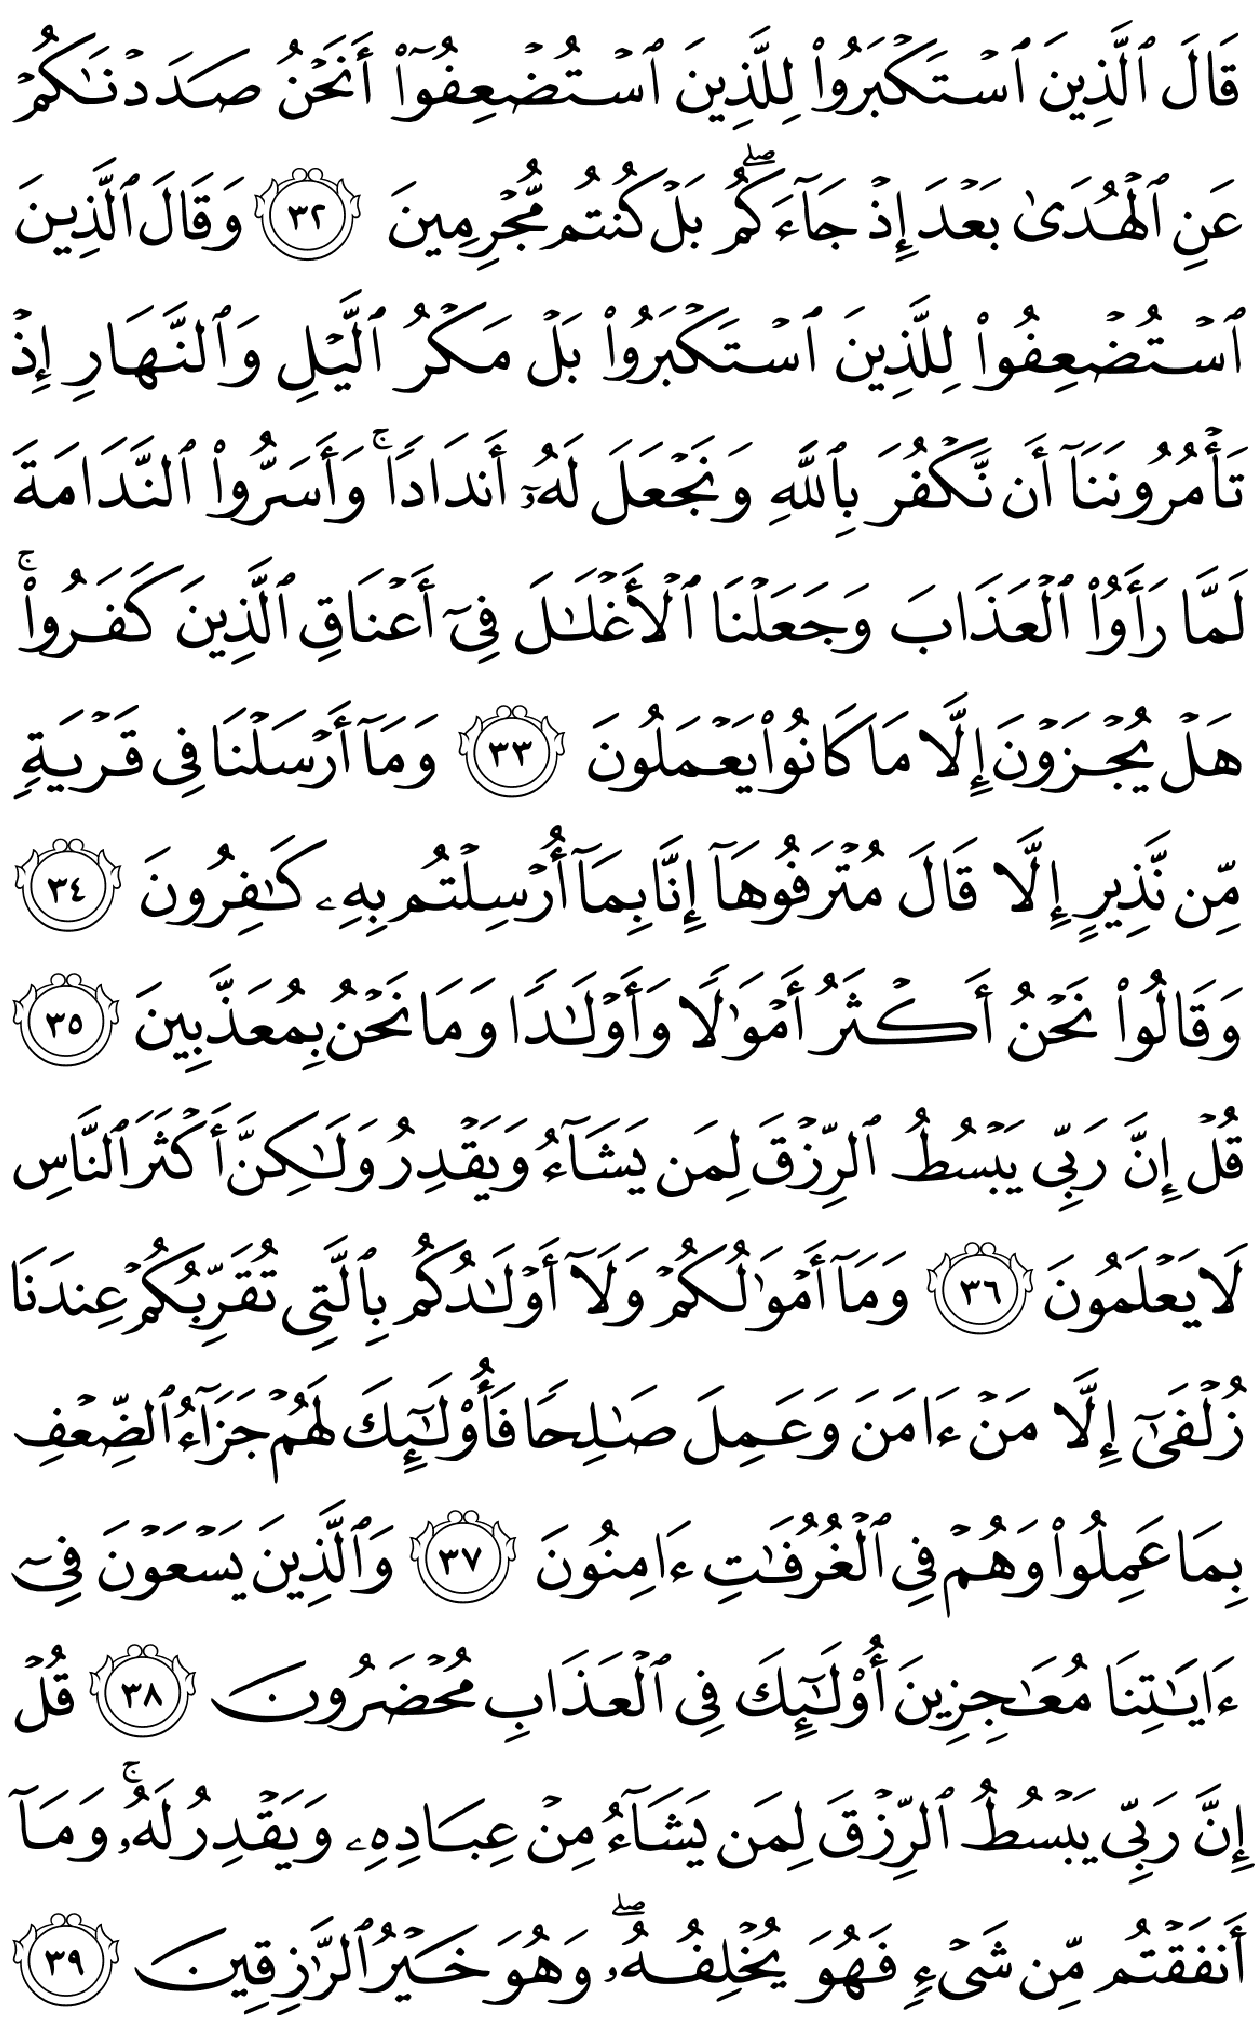 قَالَ ٱلَّذِينَ ٱسۡتَكۡبَرُواْ لِلَّذِينَ ٱسۡتُضۡعِفُوٓاْ أَنَحۡنُ صَدَدۡنَٰكُمۡ
عَنِ ٱلۡهُدَىٰ بَعۡدَ إِذۡ جَآءَكُمۖ بَلۡ كُنتُم مُّجۡرِمِينَ ٣٢ وَقَالَ ٱلَّذِينَ
ٱسۡتُضۡعِفُواْ لِلَّذِينَ ٱسۡتَكۡبَرُواْ بَلۡ مَكۡرُ ٱلَّيۡلِ وَٱلنَّهَارِ إِذۡ
تَأۡمُرُونَنَآ أَن نَّكۡفُرَ بِٱللَّهِ وَنَجۡعَلَ لَهُۥٓ أَندَادٗاۚ وَأَسَرُّواْ ٱلنَّدَامَةَ
لَمَّا رَأَوُاْ ٱلۡعَذَابَ وَجَعَلۡنَا ٱلۡأَغۡلَٰلَ فِيٓ أَعۡنَاقِ ٱلَّذِينَ كَفَرُواْۚ
هَلۡ يُجۡزَوۡنَ إِلَّا مَا كَانُواْ يَعۡمَلُونَ ٣٣ وَمَآ أَرۡسَلۡنَا فِي قَرۡيَةٖ
مِّن نَّذِيرٍ إِلَّا قَالَ مُتۡرَفُوهَآ إِنَّا بِمَآ أُرۡسِلۡتُم بِهِۦ كَٰفِرُونَ ٣٤
وَقَالُواْ نَحۡنُ أَكۡثَرُ أَمۡوَٰلٗا وَأَوۡلَٰدٗا وَمَا نَحۡنُ بِمُعَذَّبِينَ ٣٥
قُلۡ إِنَّ رَبِّي يَبۡسُطُ ٱلرِّزۡقَ لِمَن يَشَآءُ وَيَقۡدِرُ وَلَٰكِنَّ أَكۡثَرَ ٱلنَّاسِ
لَا يَعۡلَمُونَ ٣٦ وَمَآ أَمۡوَٰلُكُمۡ وَلَآ أَوۡلَٰدُكُم بِٱلَّتِي تُقَرِّبُكُمۡ عِندَنَا
زُلۡفَىٰٓ إِلَّا مَنۡ ءَامَنَ وَعَمِلَ صَٰلِحٗا فَأُوْلَٰٓئِكَ لَهُمۡ جَزَآءُ ٱلضِّعۡفِ
بِمَا عَمِلُواْ وَهُمۡ فِي ٱلۡغُرُفَٰتِ ءَامِنُونَ ٣٧ وَٱلَّذِينَ يَسۡعَوۡنَ فِيٓ
ءَايَٰتِنَا مُعَٰجِزِينَ أُوْلَٰٓئِكَ فِي ٱلۡعَذَابِ مُحۡضَرُونَ ٣٨ قُلۡ
إِنَّ رَبِّي يَبۡسُطُ ٱلرِّزۡقَ لِمَن يَشَآءُ مِنۡ عِبَادِهِۦ وَيَقۡدِرُ لَهُۥۚ وَمَآ
أَنفَقۡتُم مِّن شَيۡءٖ فَهُوَ يُخۡلِفُهُۥۖ وَهُوَ خَيۡرُ ٱلرَّٰزِقِينَ ٣٩